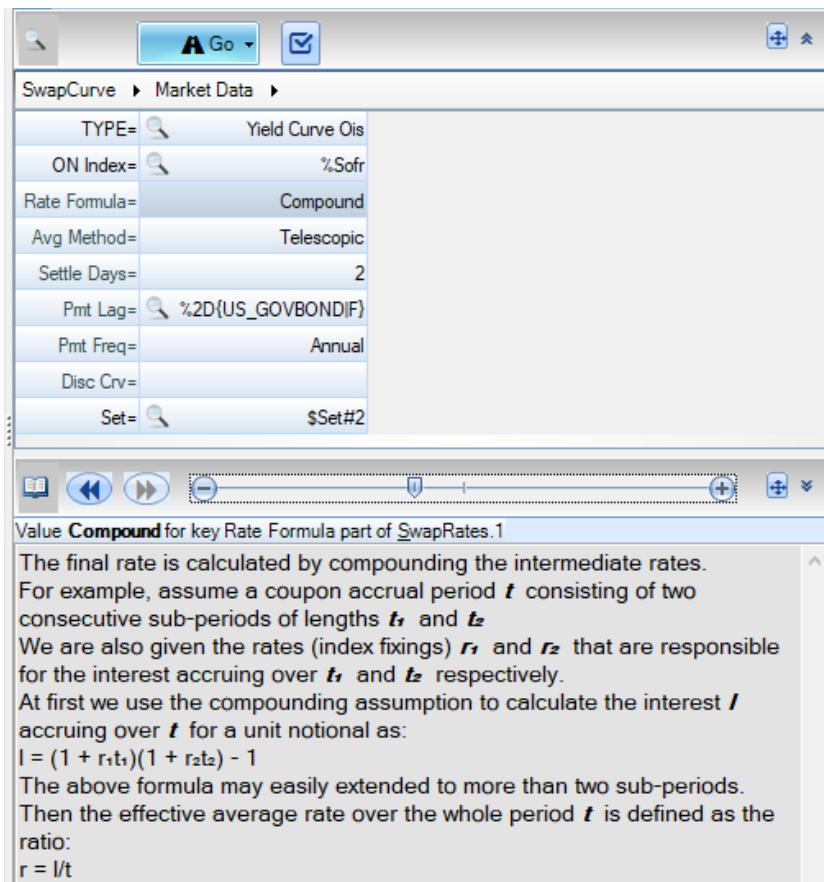 Go
SwapCurve Market Data
TYPE= Yield Curve Ois
ON Index= %Sofr
Rate Formula= Compound
Avg Method= Telescopic
Settle Days= 2
Pmt Lag= %2D{US_GOVBOND|F}
Pmt Freq= Annual
Disc Crv=
Set= $Set#2
Value Compound for key Rate Formula part of SwapRates.1
The final rate is calculated by compounding the intermediate rates.
For example, assume a coupon accrual period t consisting of two
consecutive sub-periods of lengths t₁ and t₂
We are also given the rates (index fixings) r₁ and r₂ that are responsible
for the interest accruing over t₁ and t₂ respectively.
At first we use the compounding assumption to calculate the interest I
accruing over t for a unit notional as:
I = (1 + r₁t₁)(1 + r₂t₂) - 1
The above formula may easily extended to more than two sub-periods.
Then the effective average rate over the whole period t is defined as the
ratio:
r = I/t